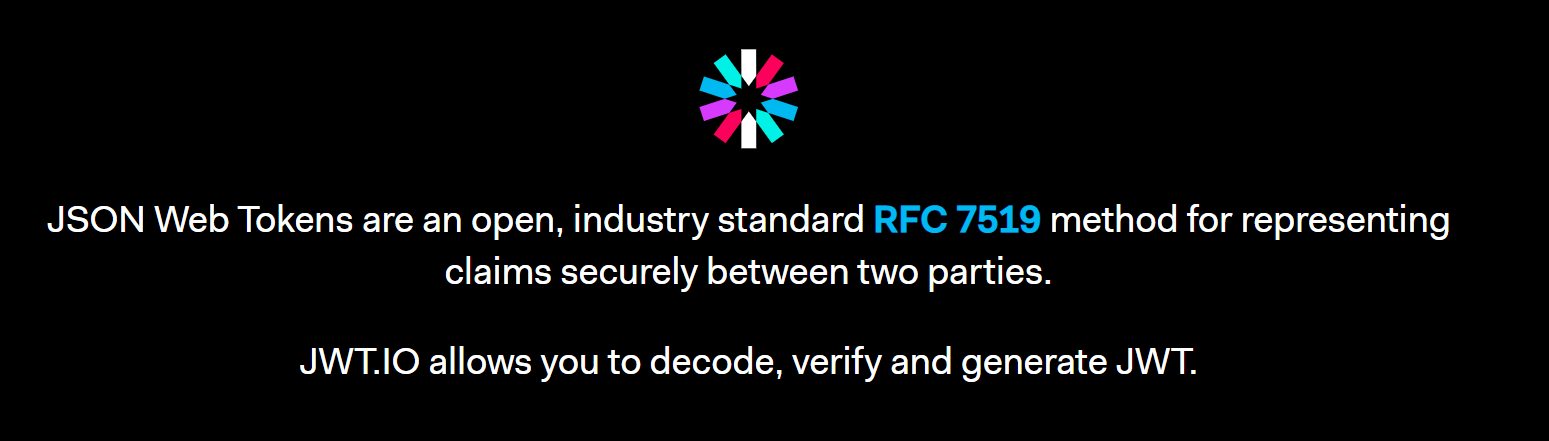 JSON Web Tokens are an open, industry standard RFC 7519 method for representing
claims securely between two parties.
JWT.IO allows you to decode, verify and generate JWT.